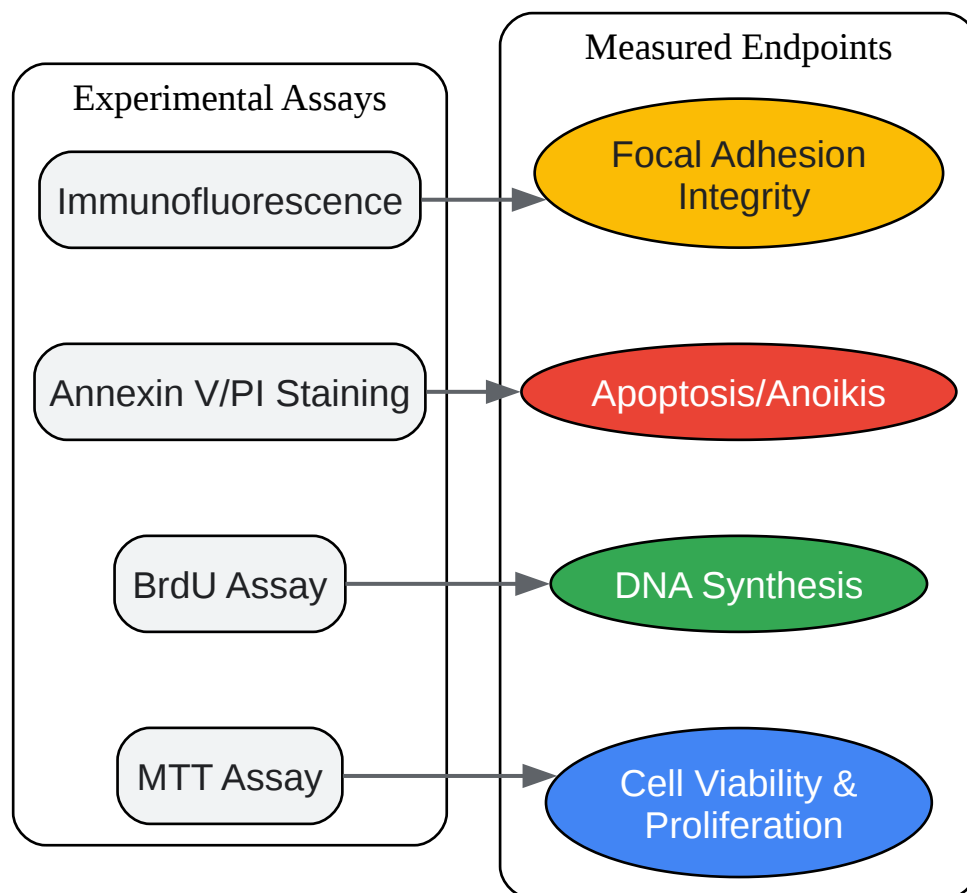 Measured Endpoints
Experimental Assays
Focal Adhesion
Integrity
Immunofluorescence
Annexin V/PI Staining
Apoptosis/Anoikis
BrdU Assay
DNA Synthesis
MTT Assay
Cell Viability &
Proliferation